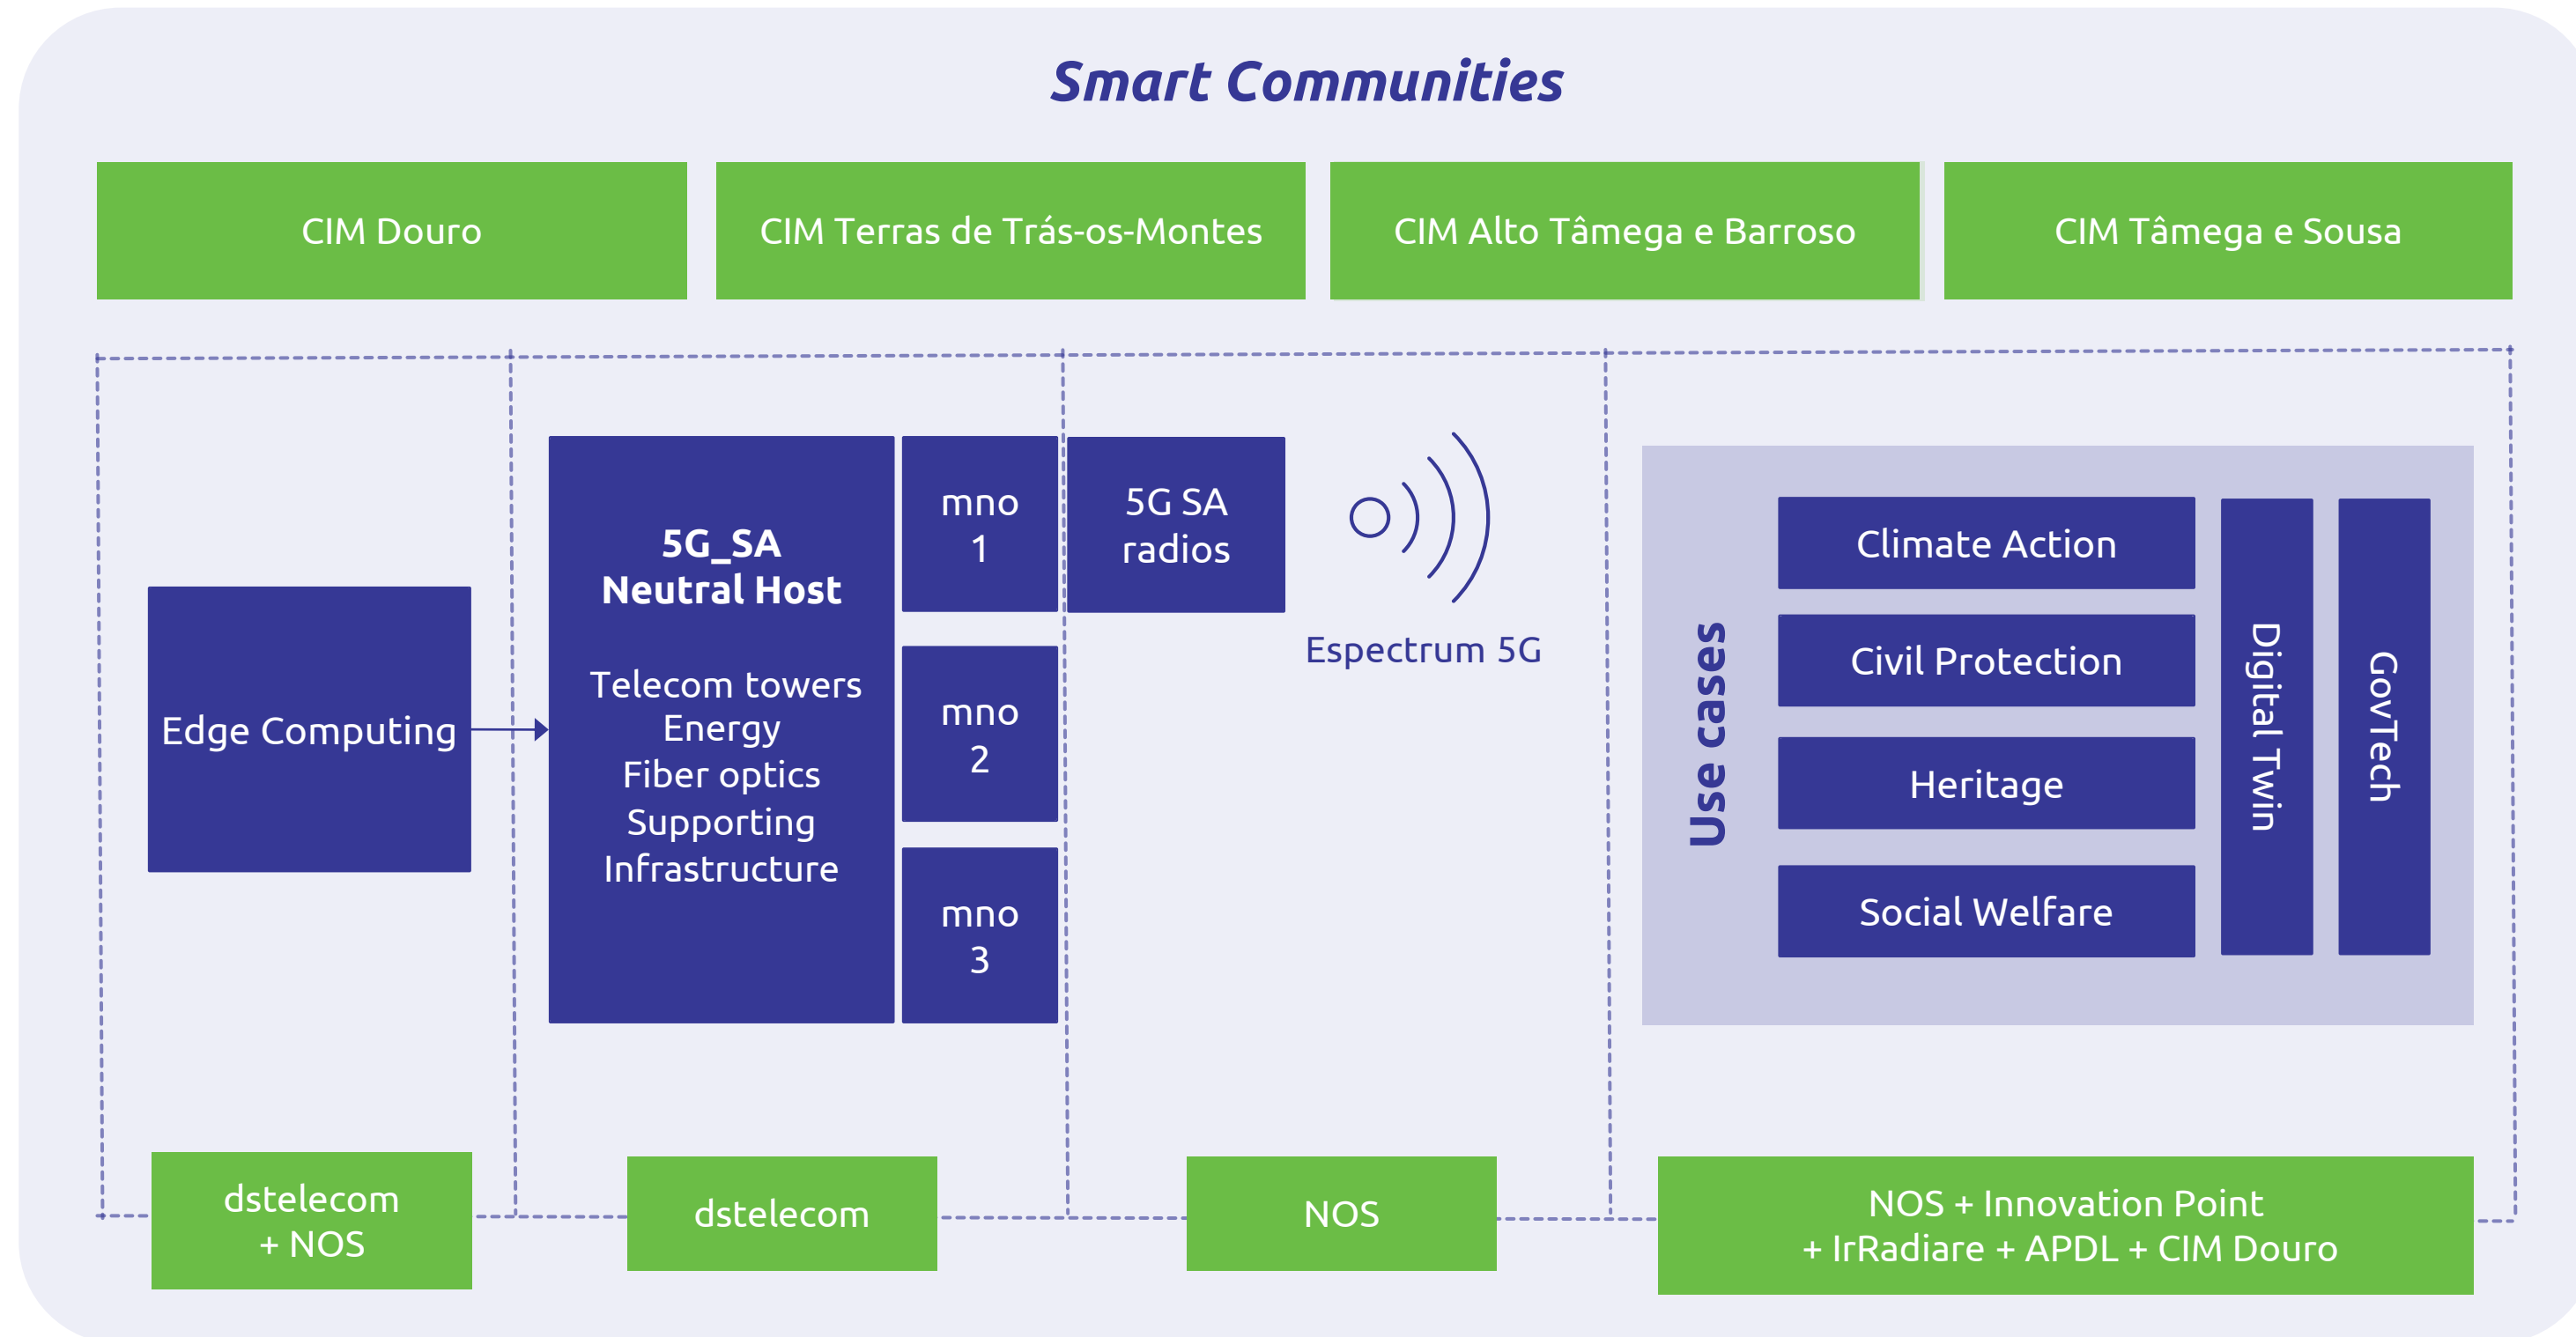 Smart Communities
CIM Douro
CIM Terras de Trás-os-Montes
CIM Alto Tâmega e Barroso
CIM Tâmega e Sousa
Edge Computing
5G_SA
Neutral Host
Telecom towers
Energy
Fiber optics
Supporting
Infrastructure
mno
1
mno
2
mno
3
5G SA
radios
Espectrum 5G
Use cases
Climate Action
Civil Protection
Heritage
Social Welfare
Digital Twin
GovTech
dstelecom
+ NOS
dstelecom
NOS
NOS + Innovation Point
+ IrRadiare + APDL + CIM Douro